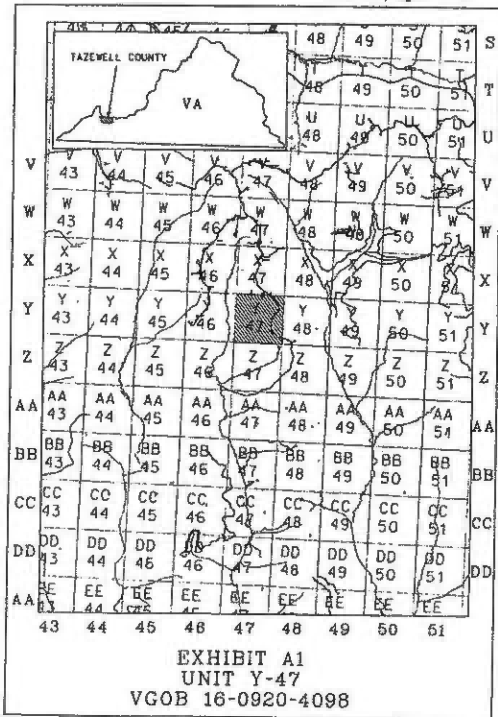 48 49 50 51 S
TAZEWELL COUNTY
VA
T T T T
48 49 50 51
U U U U U
48 49 50 51
V V V V V V V V V V
43 44 45 46 47 48 49 50 51 V
W W W W W W W W W W
43 44 45 46 47 48 49 50 51 W
X X X X X X X X X
43 44 45 46 47 48 49 50 X
Y Y Y Y Y Y Y Y
43 44 45 46 47 48 49 50 51 Y
Z Z Z Z Z Z Z Z Z Z
43 44 45 46 47 48 49 50 51 Z
AA AA AA AA AA AA AA AA AA AA
43 44 45 46 47 48 49 50 51 AA
BB BB BB BB BB BB BB BB BB BB
43 44 45 46 47 48 49 50 51 BB
CC CC CC CC CC CC CC CC CC CC
43 44 45 46 47 48 49 50 51 CC
DD DD DD DD DD DD DD DD DD
43 44 46 46 47 48 49 50 51 DD
AA EE EE EE EE EE EE EE EE
43 44 45 46 47 48 49 50 51
EXHIBIT A1
UNIT Y-47
VGOB 16-0920-4098